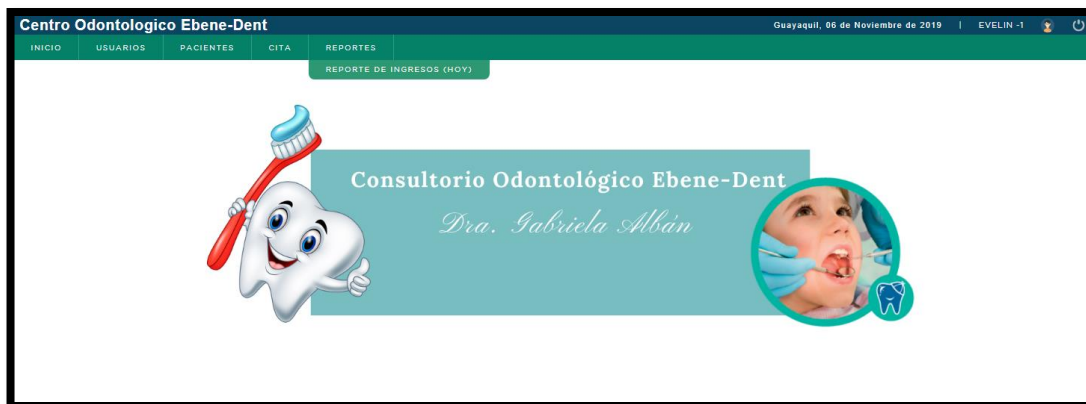 Centro Odontologico Ebene-Dent
Guayaquil, 06 de Noviembre de 2019 | EVELIN -1
INICIO USUARIOS PACIENTES CITA REPORTES
REPORTE DE INGRESOS (HOY)
Consultorio Odontológico Ebene-Dent
Dra. Gabriela Albán